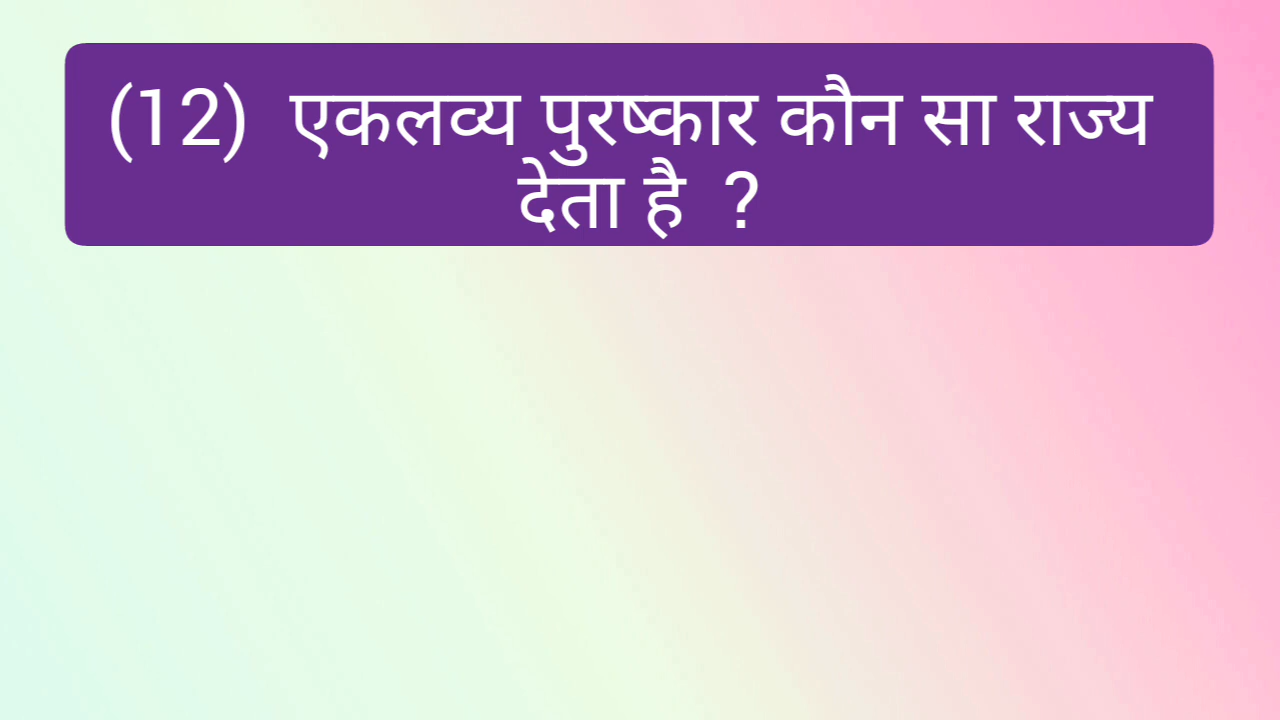 (12) एकलव्य पुरष्कार कौन सा राज्य
देता है ?